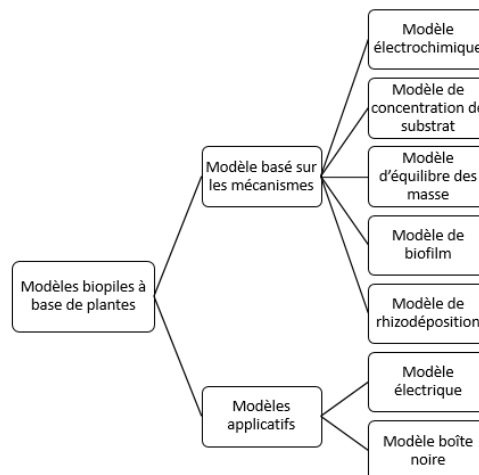 Modèle
électrochimique
Modèle de
concentration de
substrat
Modèle basé sur
les mécanismes
Modèle
d'équilibre des
masse
Modèle de
biofilm
Modèles biopiles à
base de plantes
Modèle de
rhizodéposition
Modèle
électrique
Modèles
applicatifs
Modèle boîte
noire